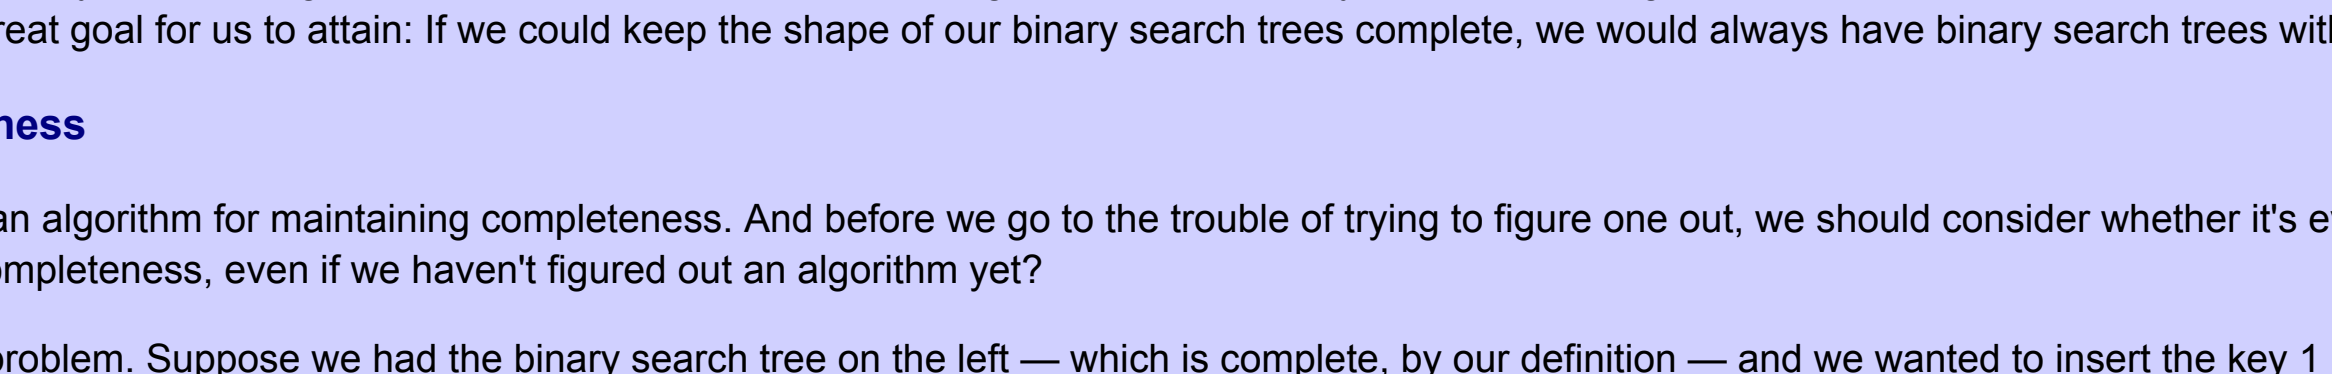 reat goal for us to attain: If we could keep the shape of our binary search trees complete, we would always have binary search trees with
ness
an algorithm for maintaining completeness. And before we go to the trouble of trying to figure one out, we should consider whether it's ev
ompleteness, even if we haven't figured out an algorithm yet?
problem. Suppose we had the binary search tree on the left — which is complete, by our definition — and we wanted to insert the key 1